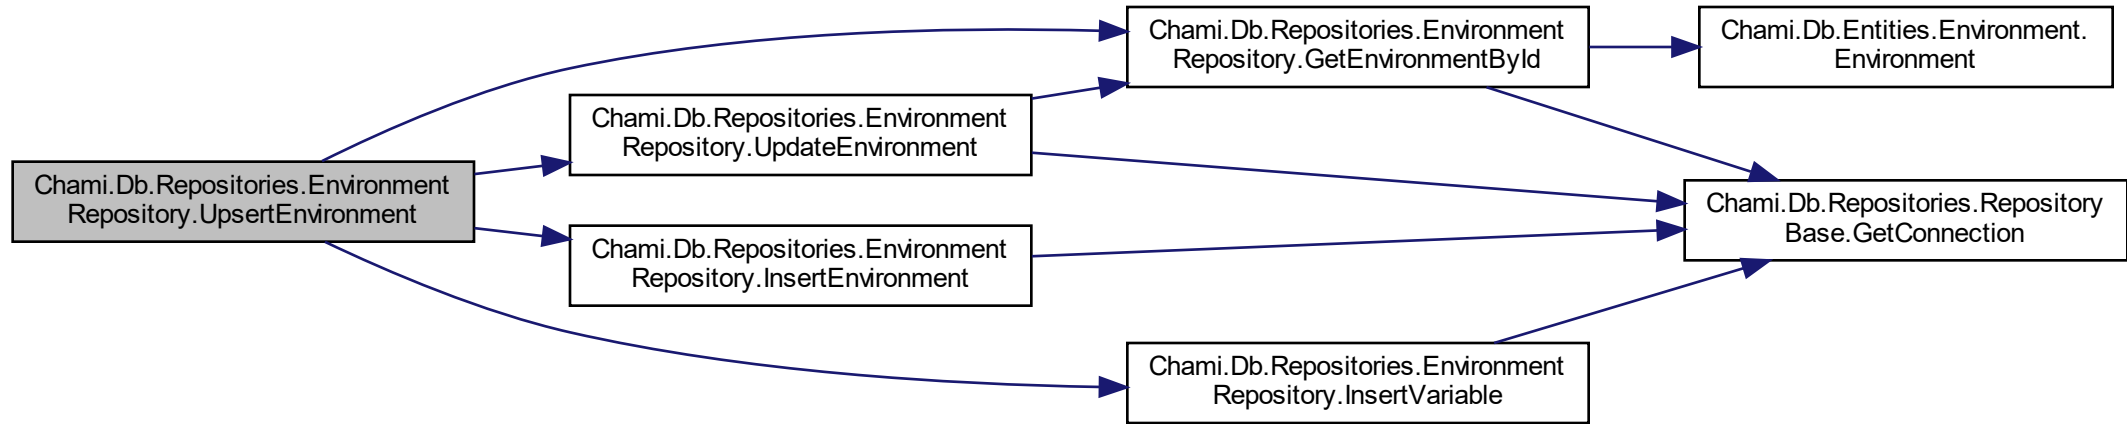 Chami.Db.Repositories.Environment
Repository.UpsertEnvironment
Chami.Db.Repositories.Environment
Repository.UpdateEnvironment
Chami.Db.Repositories.Environment
Repository.InsertEnvironment
Chami.Db.Repositories.Environment
Repository.GetEnvironmentById
Chami.Db.Repositories.Environment
Repository.InsertVariable
Chami.Db.Entities.Environment.
Environment
Chami.Db.Repositories.Repository
Base.GetConnection